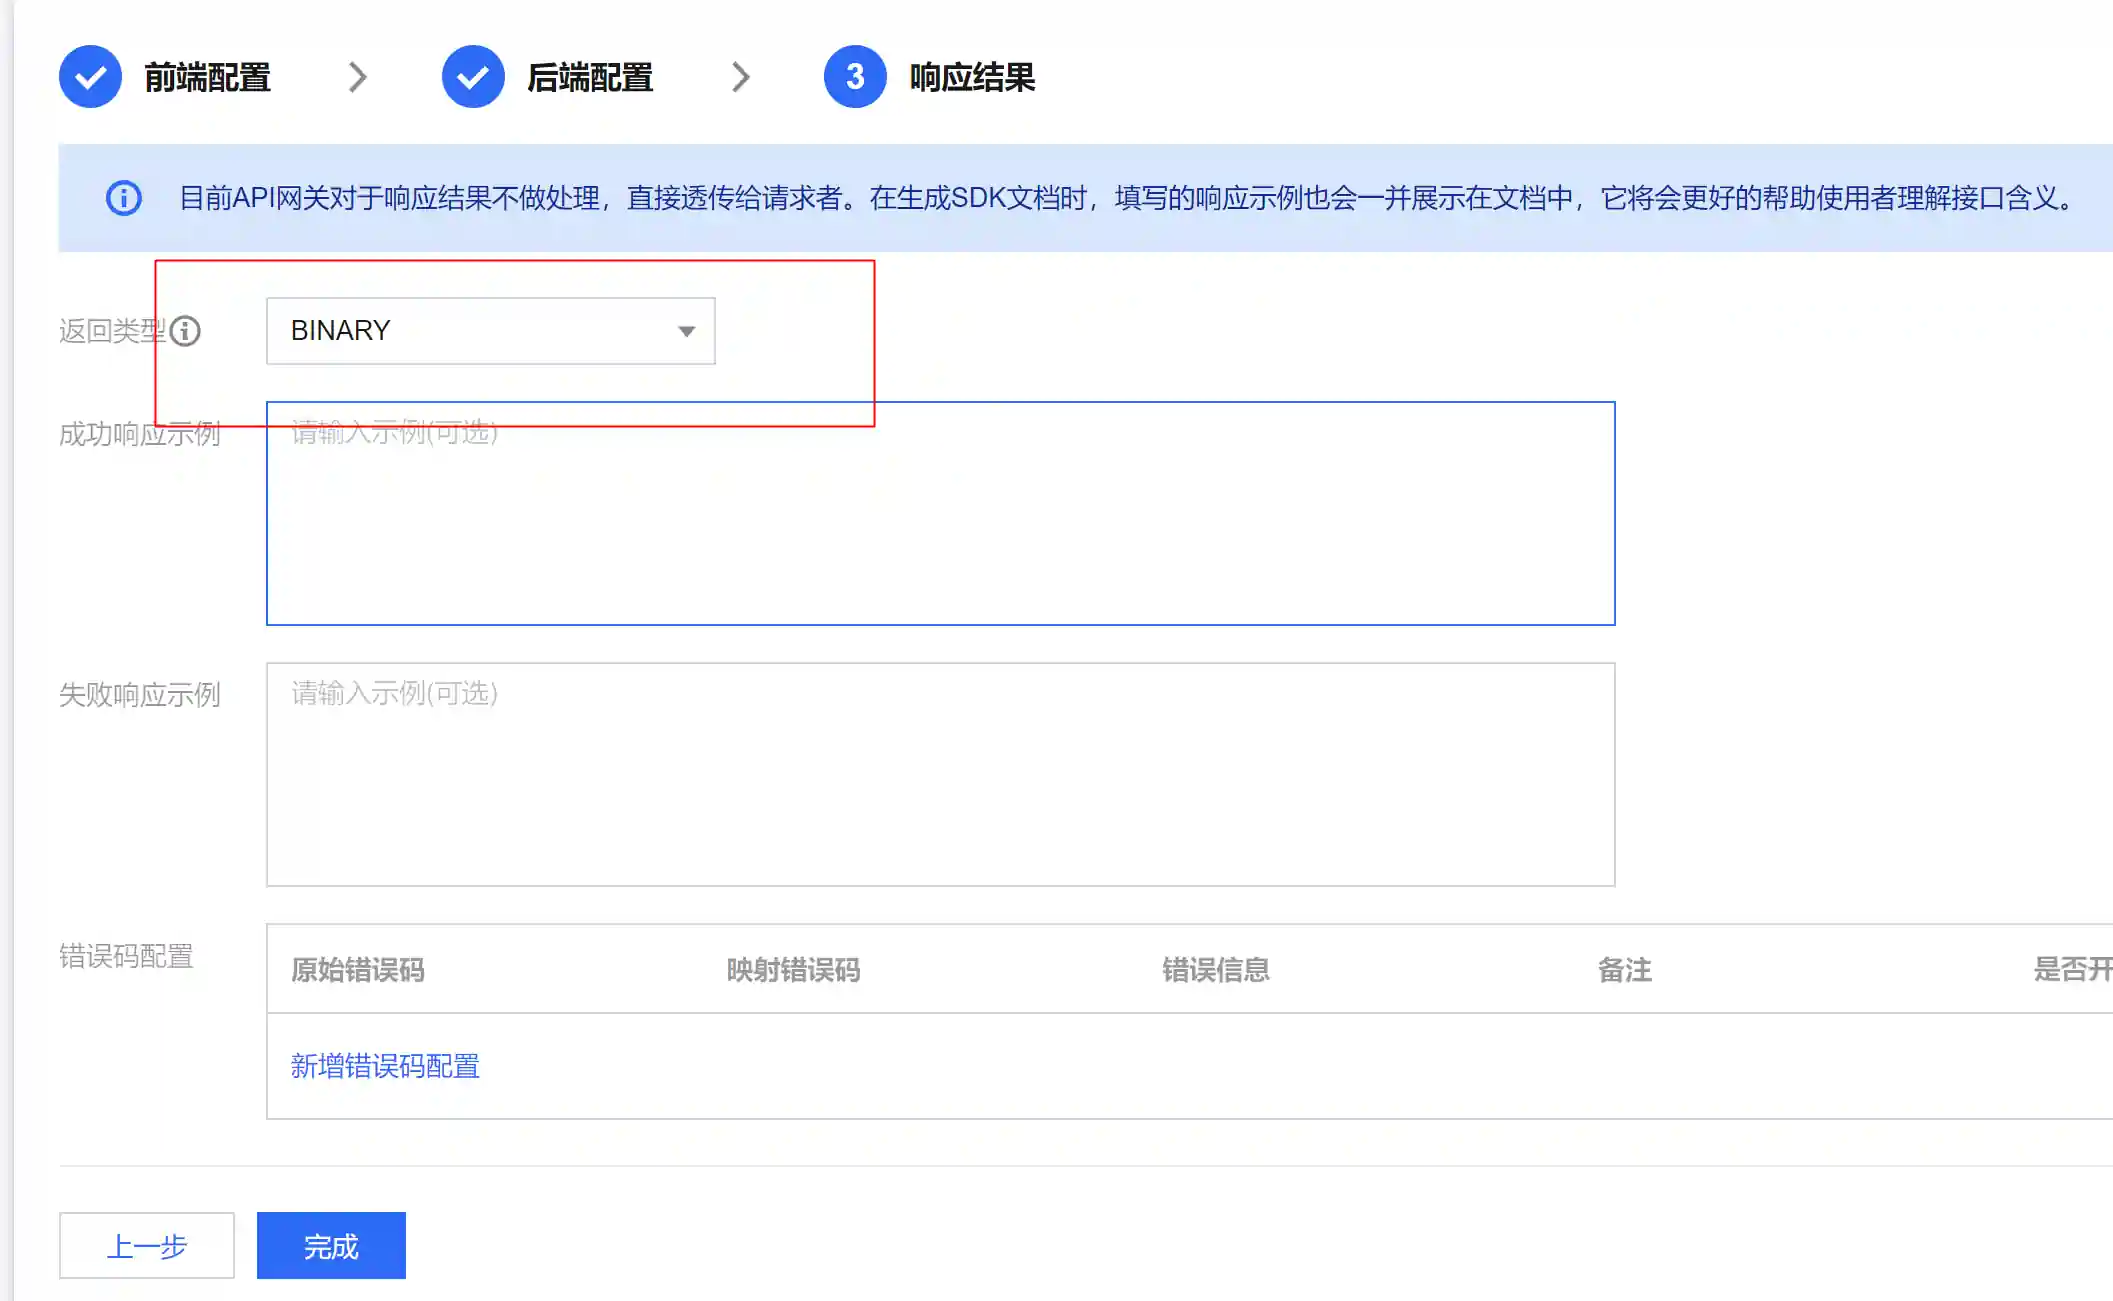 前端配置 后端配置 3 响应结果
目前API网关对于响应结果不做处理，直接透传给请求者。在生成SDK文档时，填写的响应示例也会一并展示在文档中，它将会更好的帮助使用者理解接口含义。
返回类型 BINARY
成功响应示例 请输入示例(可选)
失败响应示例 请输入示例(可选)
错误码配置 原始错误码 映射错误码 错误信息 备注 是否开
新增错误码配置
上一步 完成